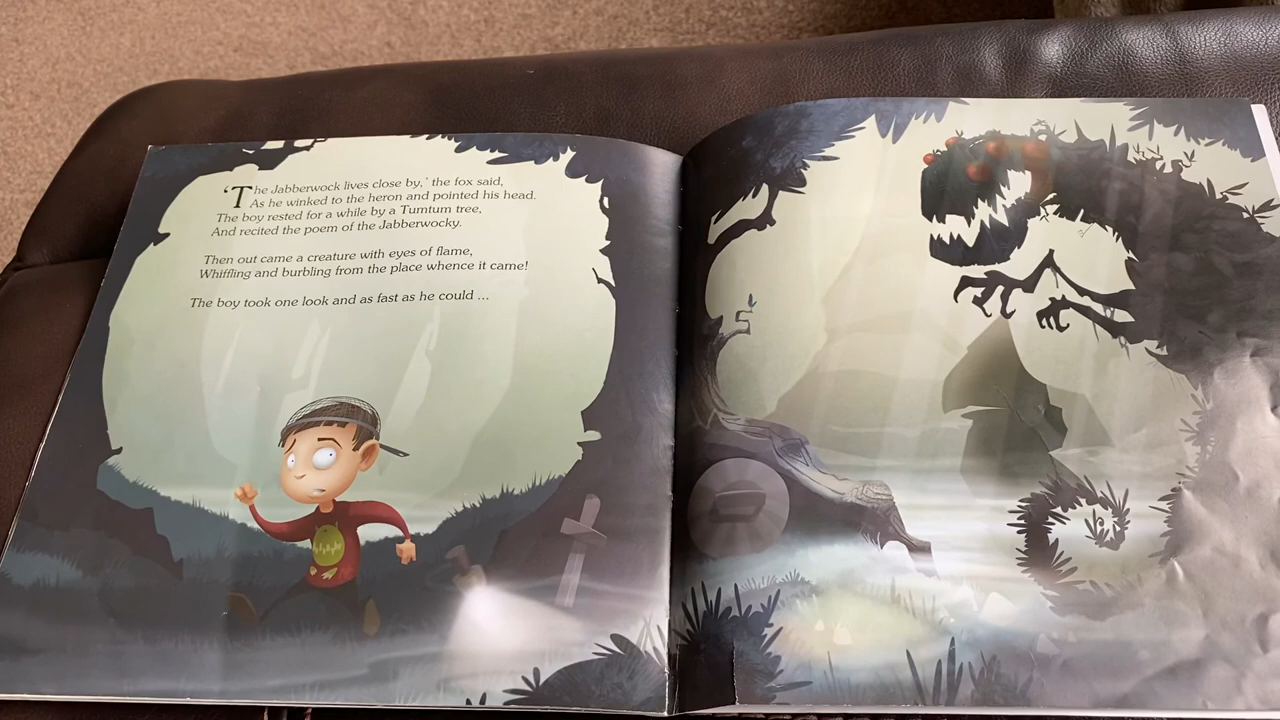 ‘The Jabberwock lives close by,’ the fox said,
As he winked to the heron and pointed his head.
The boy rested for a while by a Tumtum tree,
And recited the poem of the Jabberwocky.
Then out came a creature with eyes of flame,
Whiffling and burbling from the place whence it came!
The boy took one look and as fast as he could ...